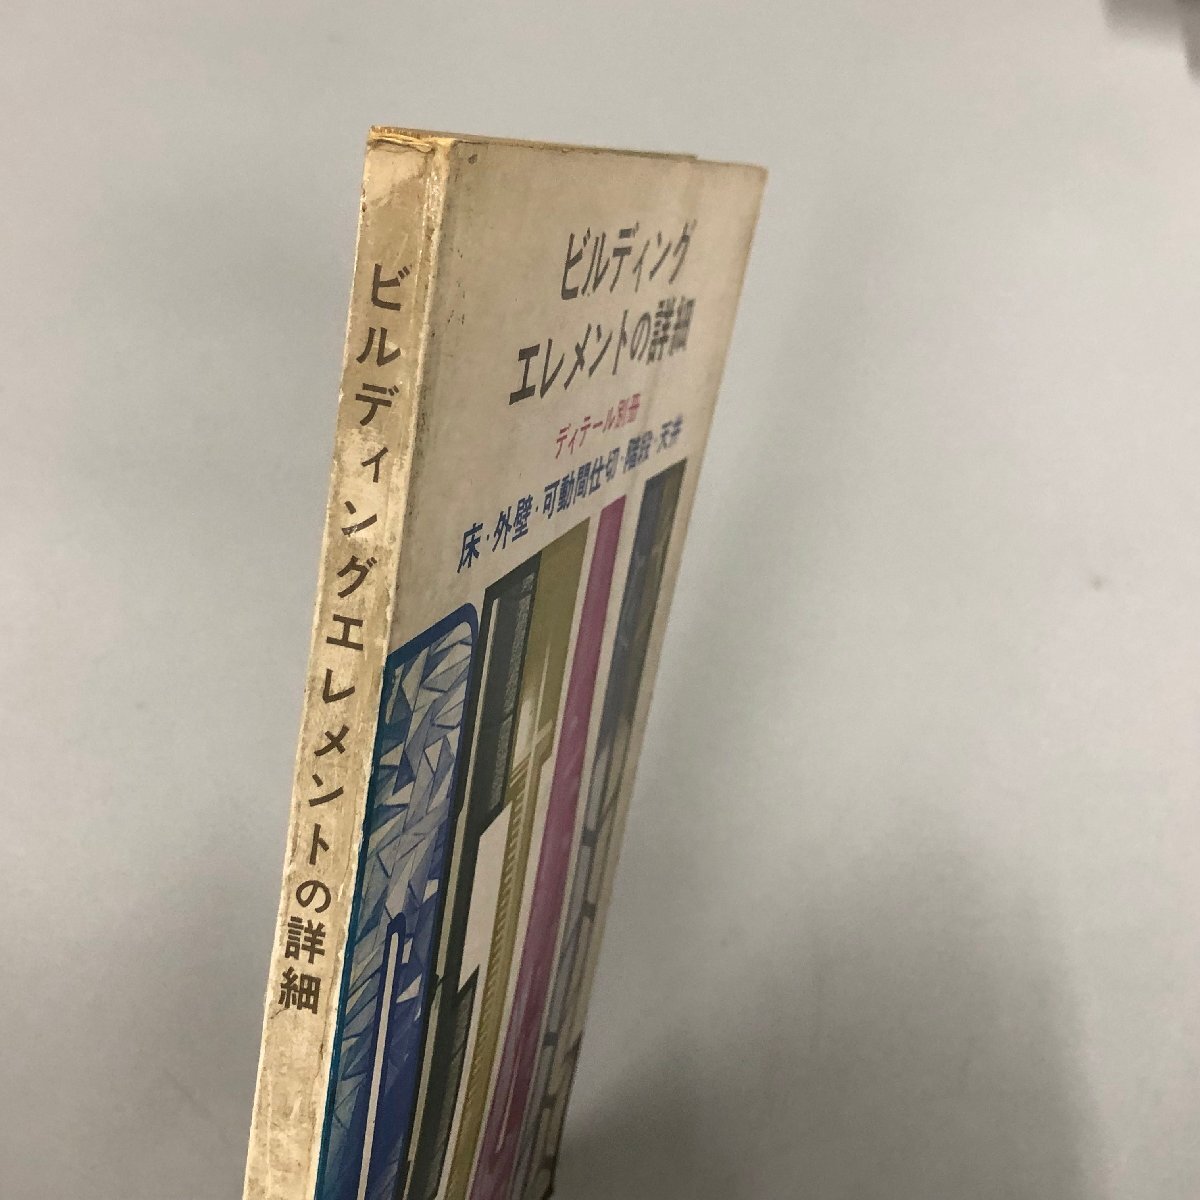 ビルディングエレメントの詳細
ビルディング
エレメントの詳細
ディテール別冊
床・外壁・可動間仕切・階段・天井